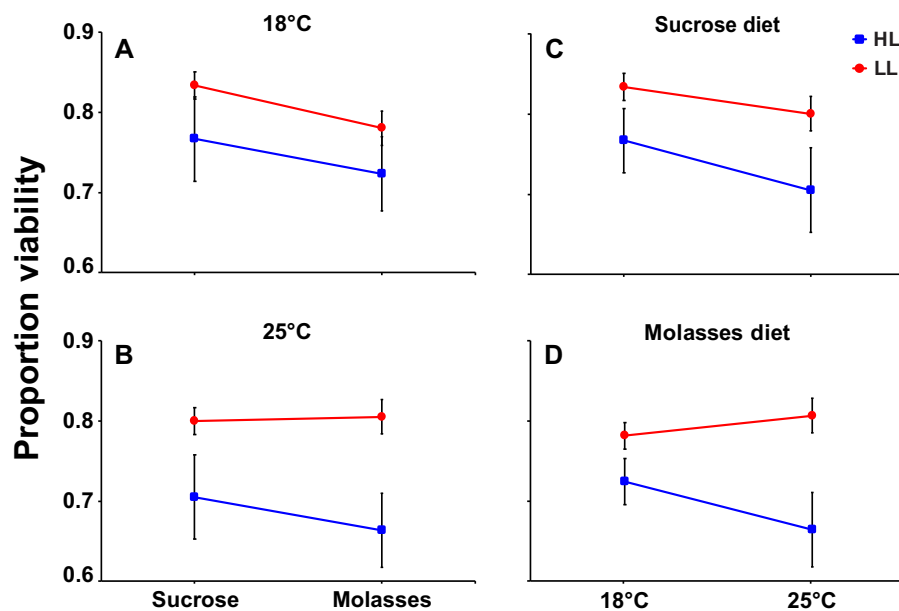 18°C
Sucrose diet
HL
LL
A
C
0.9
0.8
0.7
0.6
Proportion viability
25°C
Molasses diet
B
D
0.9
0.8
0.7
0.6
Sucrose
Molasses
18°C
25°C